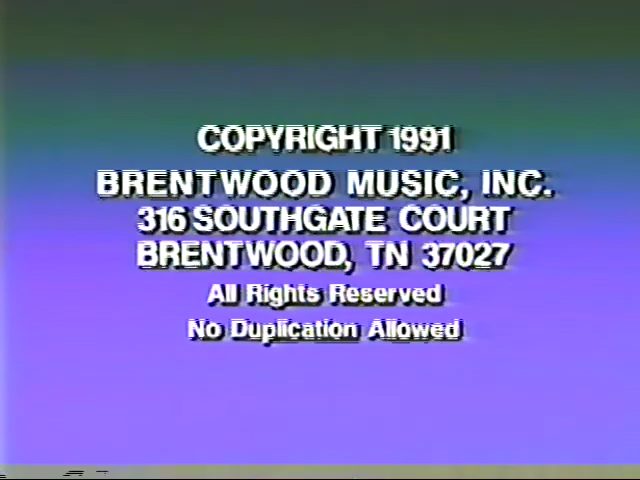 COPYRIGHT 1991
BRENTWOOD MUSIC, INC.
316 SOUTHGATE COURT
BRENTWOOD, TN 37027
All Rights Reserved
No Duplication Allowed